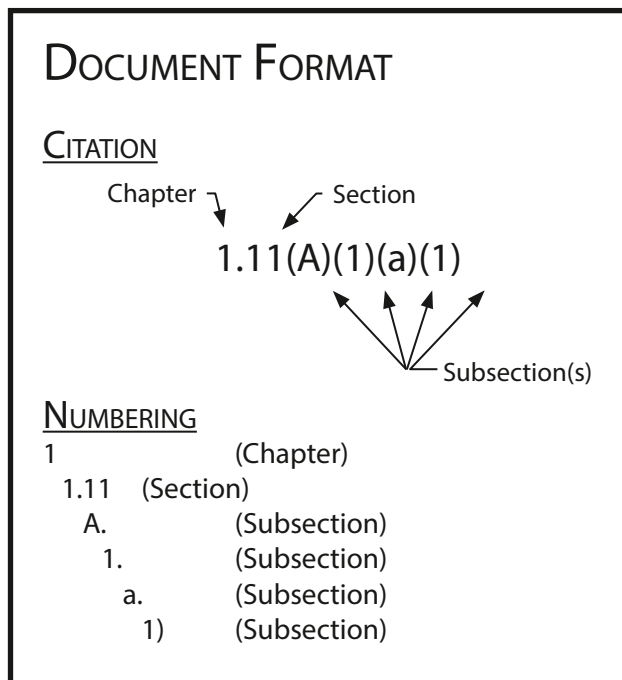 DOCUMENT FORMAT
CITATION
Chapter Section
1.11(A)(1)(a)(1)
Subsection(s)
NUMBERING
1 (Chapter)
1.11 (Section)
A. (Subsection)
1. (Subsection)
a. (Subsection)
1) (Subsection)